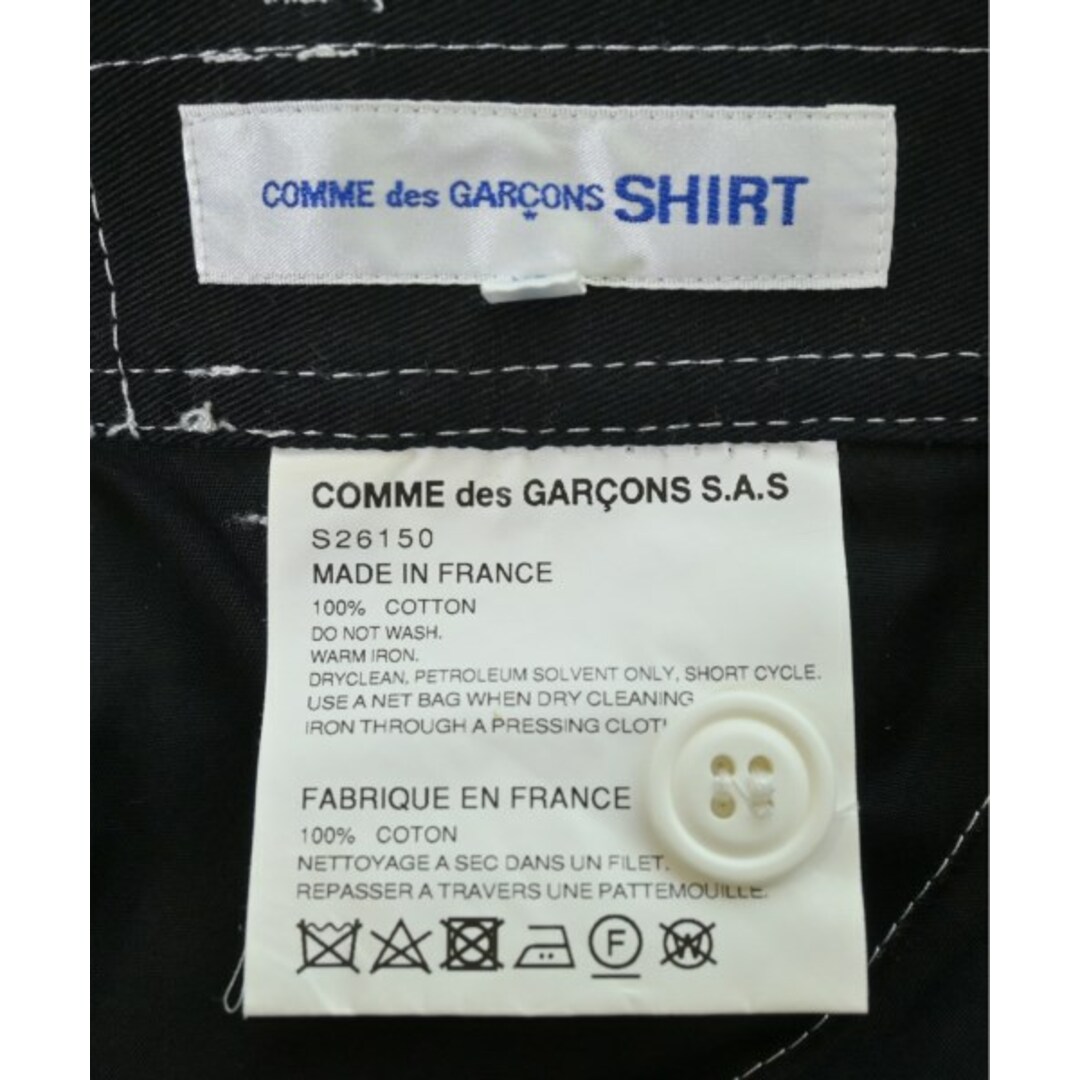 COMME des GARÇONS SHIRT
COMME des GARÇONS S.A.S
S26150
MADE IN FRANCE
100% COTTON
DO NOT WASH.
WARM IRON.
DRYCLEAN, PETROLEUM SOLVENT ONLY, SHORT CYCLE.
USE A NET BAG WHEN DRY CLEANING
IRON THROUGH A PRESSING CLOT
FABRIQUE EN FRANCE
100% COTON
NETTOYAGE A SEC DANS UN FILET.
REPASSER A TRAVERS UNE PATTEMOUILLE.
F W